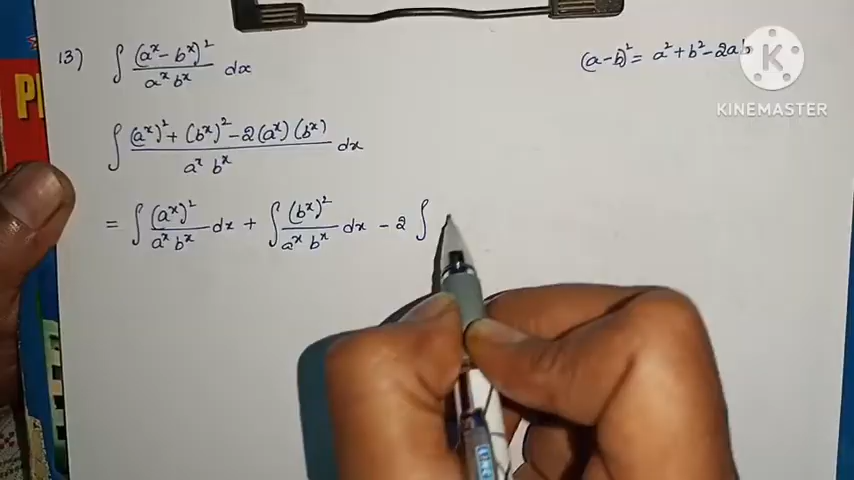 13) ∫ (a^x - b^x)^2 / a^x b^x dx
(a-b)^2 = a^2 + b^2 - 2ab
KINEMASTER
∫ (a^x)^2 + (b^x)^2 - 2(a^x)(b^x) / a^x b^x dx
= ∫ (a^x)^2 / a^x b^x dx + ∫ (b^x)^2 / a^x b^x dx - 2 ∫